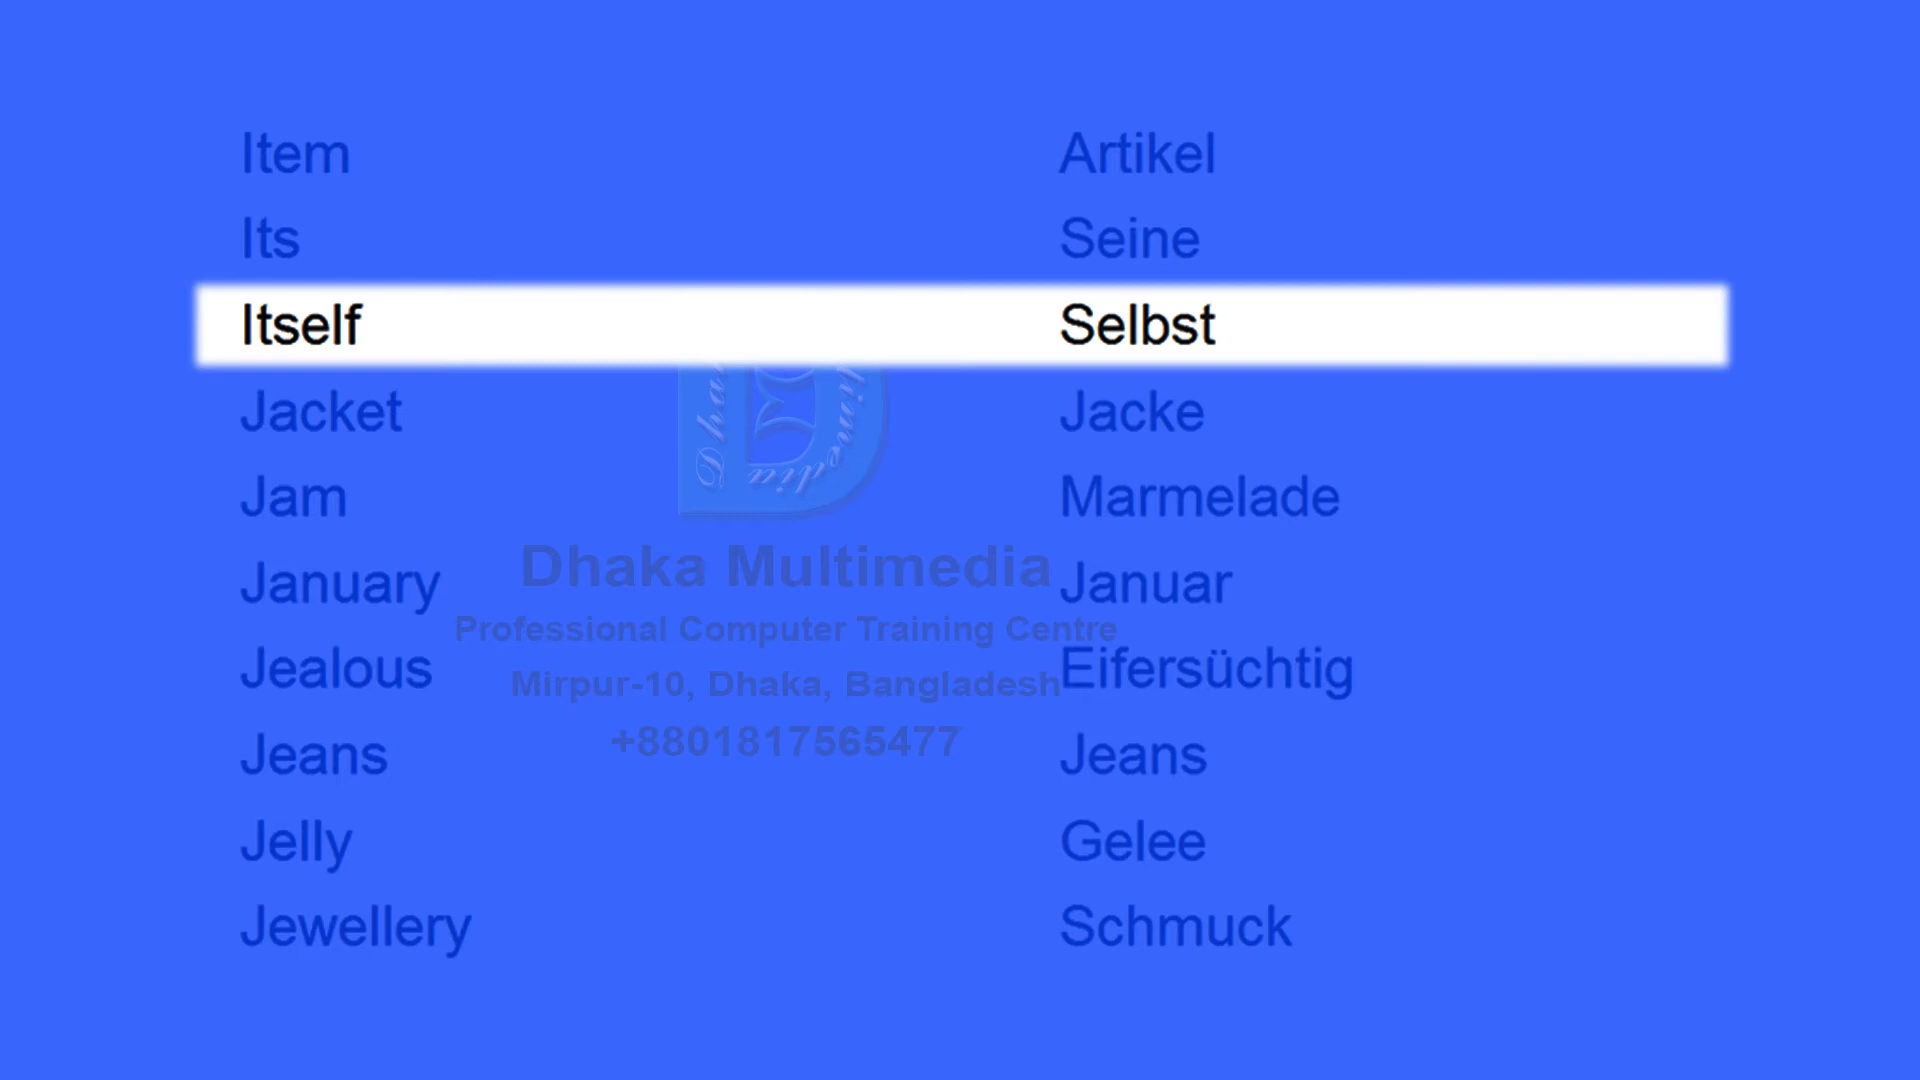 Item Artikel
Its Seine
Itself Selbst
Jacket Jacke
Jam Marmelade
January Januar
Jealous Eifersüchtig
Jeans Jeans
Jelly Gelee
Jewellery Schmuck
Dhaka Multimedia
Professional Computer Training Centre
Mirpur-10, Dhaka, Bangladesh
+8801817565477